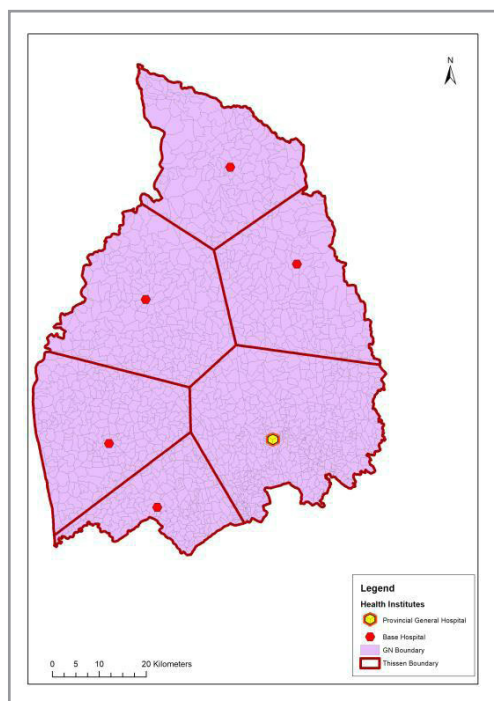 N
Legend
Health Institutes
Provincial General Hospital
Base Hospital
GN Boundary
Thissen Boundary
0 5 10 20 Kilometers